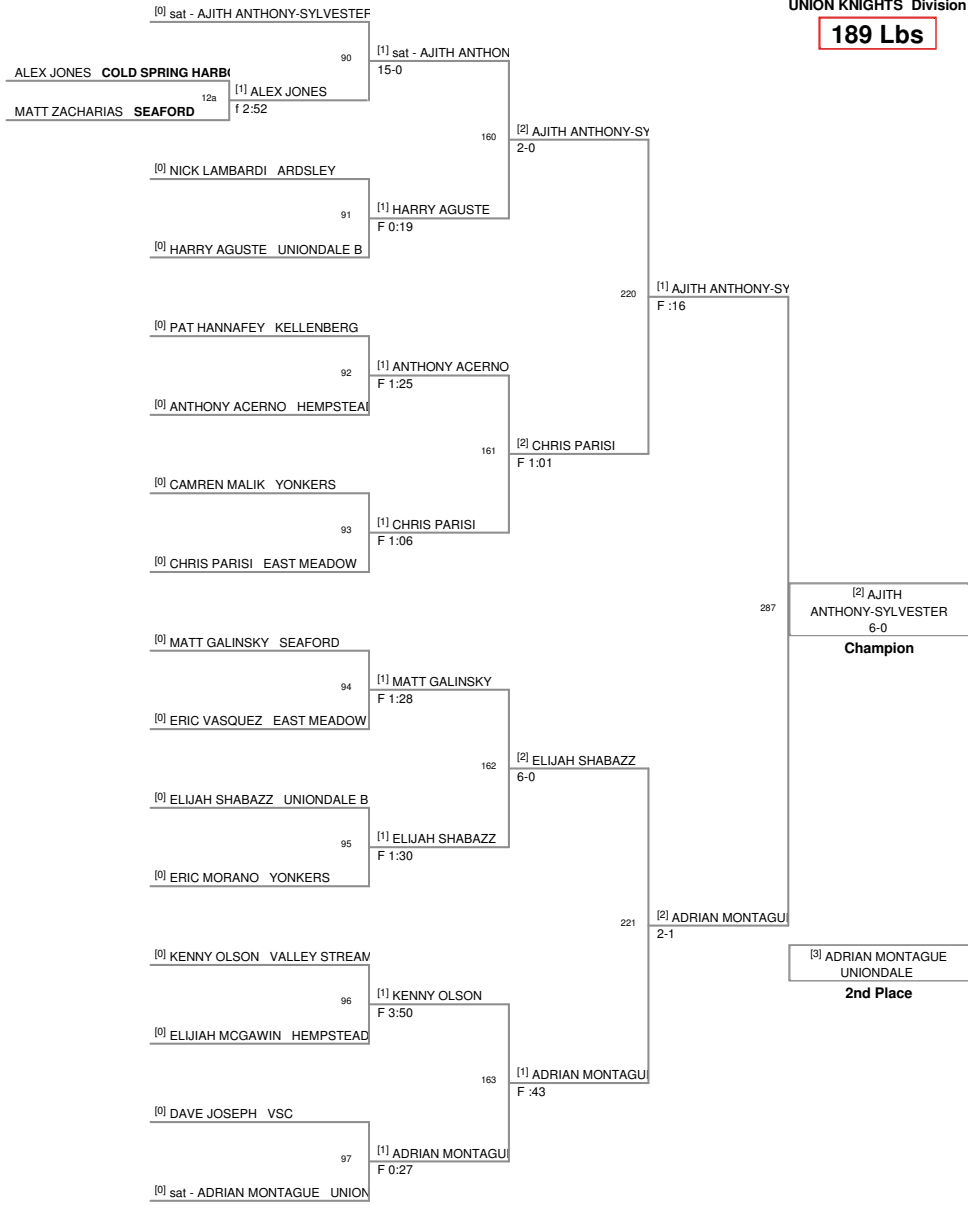 UNION KNIGHTS Division
189 Lbs
[0] sat - AJITH ANTHONY-SYLVESTER
90
[1] sat - AJITH ANTHON
15-0
ALEX JONES COLD SPRING HARBO
12a
[1] ALEX JONES
f 2:52
MATT ZACHARIAS SEAFORD
160
[2] AJITH ANTHONY-SY
2-0
[0] NICK LAMBARDI ARDSLEY
91
[1] HARRY AGUSTE
F 0:19
[0] HARRY AGUSTE UNIONDALE B
220
[1] AJITH ANTHONY-SY
F :16
[0] PAT HANNAFEY KELLENBERG
92
[1] ANTHONY ACERNO
F 1:25
[0] ANTHONY ACERNO HEMPSTEAD
161
[2] CHRIS PARISI
F 1:01
[0] CAMREN MALIK YONKERS
93
[1] CHRIS PARISI
F 1:06
[0] CHRIS PARISI EAST MEADOW
287
[2] AJITH
ANTHONY-SYLVESTER
6-0
Champion
[0] MATT GALINSKY SEAFORD
94
[1] MATT GALINSKY
F 1:28
[0] ERIC VASQUEZ EAST MEADOW
162
[2] ELIJAH SHABAZZ
6-0
[0] ELIJAH SHABAZZ UNIONDALE B
95
[1] ELIJAH SHABAZZ
F 1:30
[0] ERIC MORANO YONKERS
221
[2] ADRIAN MONTAGU
2-1
[3] ADRIAN MONTAGUE
UNIONDALE
2nd Place
[0] KENNY OLSON VALLEY STREAM
96
[1] KENNY OLSON
F 3:50
[0] ELIJIAH MCGAWIN HEMPSTEAD
163
[1] ADRIAN MONTAGU
F :43
[0] DAVE JOSEPH VSC
97
[1] ADRIAN MONTAGU
F 0:27
[0] sat - ADRIAN MONTAGUE UNION